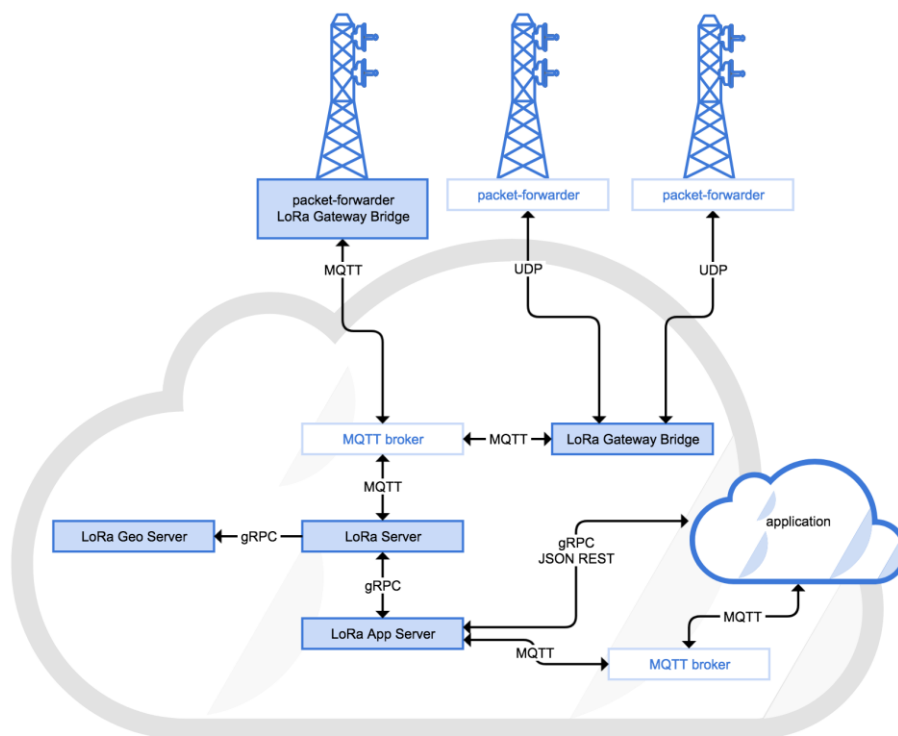 packet-forwarder
LoRa Gateway Bridge
packet-forwarder
packet-forwarder
MQTT
UDP
UDP
MQTT broker
MQTT
LoRa Gateway Bridge
MQTT
LoRa Geo Server
gRPC
LoRa Server
gRPC
JSON REST
application
gRPC
LoRa App Server
MQTT
MQTT
MQTT broker